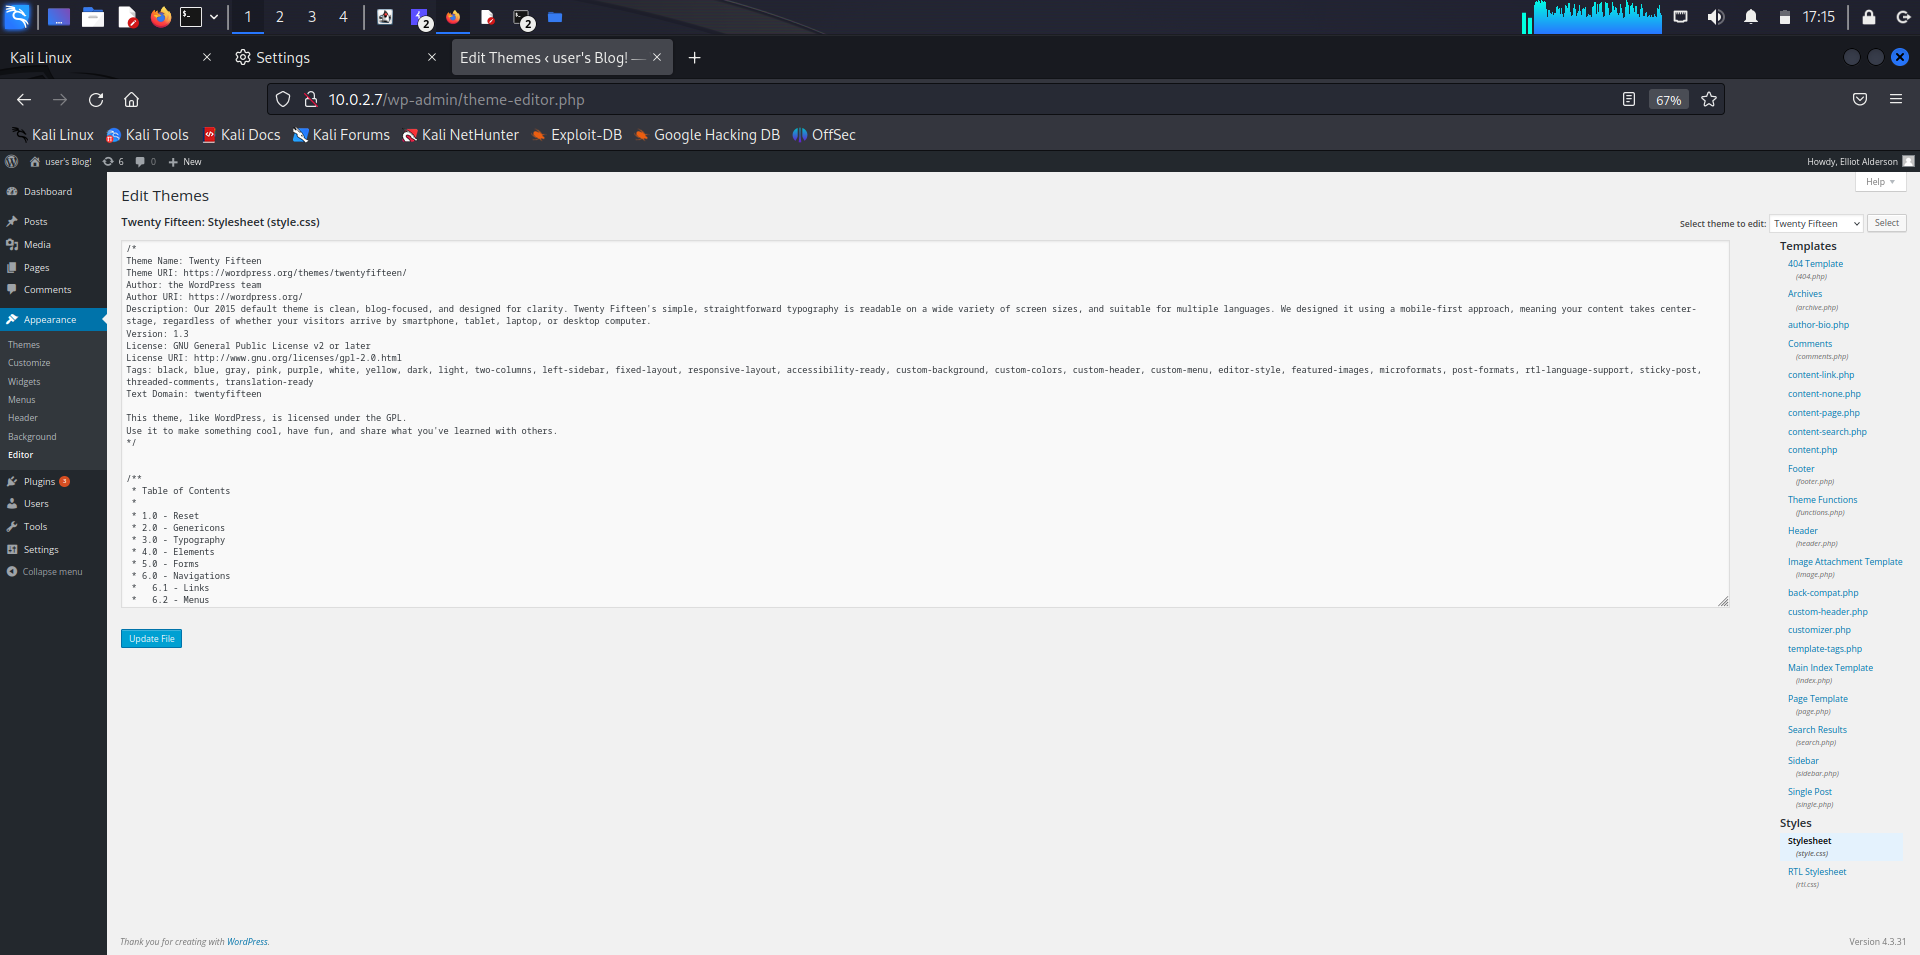 1 2 3 4 2 2 17:15
Kali Linux Settings Edit Themes ‹ user's Blog! —
10.0.2.7/wp-admin/theme-editor.php 67%
Kali Linux Kali Tools Kali Docs Kali Forums Kali NetHunter Exploit-DB Google Hacking DB OffSec
user's Blog! 6 0 New Howdy, Elliot Alderson
Help
Dashboard
Posts
Media
Pages
Comments
Appearance
Themes
Customize
Widgets
Menus
Header
Background
Editor
Plugins 3
Users
Tools
Settings
Collapse menu
Edit Themes
Twenty Fifteen: Stylesheet (style.css)
Select theme to edit: Twenty Fifteen Select
/*
Theme Name: Twenty Fifteen
Theme URI: https://wordpress.org/themes/twentyfifteen/
Author: the WordPress team
Author URI: https://wordpress.org/
Description: Our 2015 default theme is clean, blog-focused, and designed for clarity. Twenty Fifteen's simple, straightforward typography is readable on a wide variety of screen sizes, and suitable for multiple languages. We designed it using a mobile-first approach, meaning your content takes center-
stage, regardless of whether your visitors arrive by smartphone, tablet, laptop, or desktop computer.
Version: 1.3
License: GNU General Public License v2 or later
License URI: http://www.gnu.org/licenses/gpl-2.0.html
Tags: black, blue, gray, pink, purple, white, yellow, dark, light, two-columns, left-sidebar, fixed-layout, responsive-layout, accessibility-ready, custom-background, custom-colors, custom-header, custom-menu, editor-style, featured-images, microformats, post-formats, rtl-language-support, sticky-post,
threaded-comments, translation-ready
Text Domain: twentyfifteen
This theme, like WordPress, is licensed under the GPL.
Use it to make something cool, have fun, and share what you've learned with others.
*/
/**
* Table of Contents
*
* 1.0 - Reset
* 2.0 - Genericons
* 3.0 - Typography
* 4.0 - Elements
* 5.0 - Forms
* 6.0 - Navigations
*   6.1 - Links
*   6.2 - Menus
Update File
Templates
404 Template
(404.php)
Archives
(archive.php)
author-bio.php
Comments
(comments.php)
content-link.php
content-none.php
content-page.php
content-search.php
content.php
Footer
(footer.php)
Theme Functions
(functions.php)
Header
(header.php)
Image Attachment Template
(image.php)
back-compat.php
custom-header.php
customizer.php
template-tags.php
Main Index Template
(index.php)
Page Template
(page.php)
Search Results
(search.php)
Sidebar
(sidebar.php)
Single Post
(single.php)
Styles
Stylesheet
(style.css)
RTL Stylesheet
(rtl.css)
Thank you for creating with WordPress.
Version 4.3.31